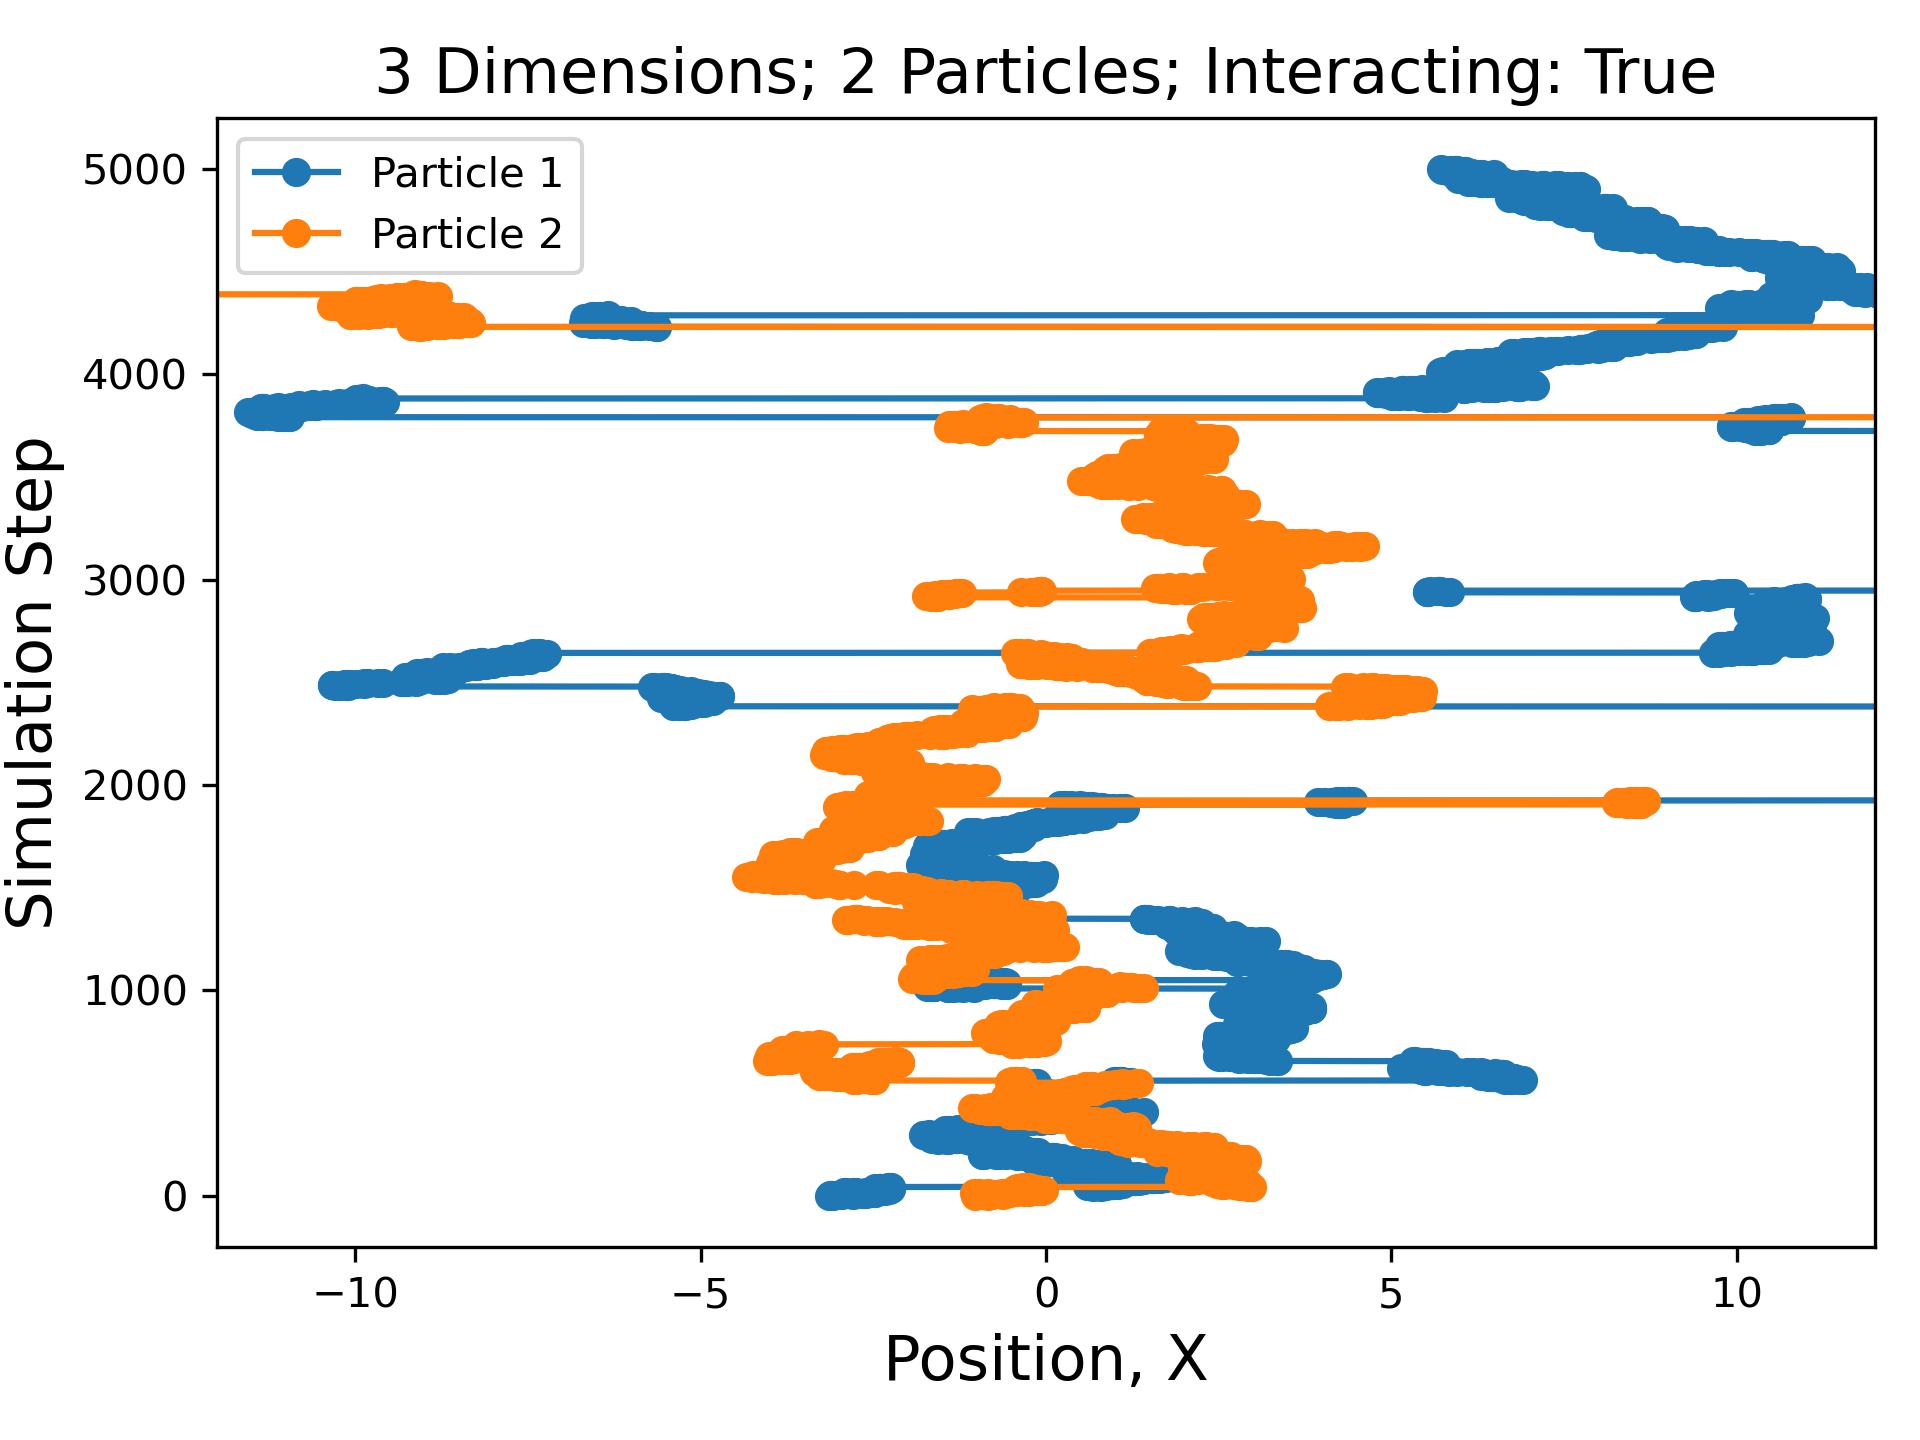 3 Dimensions; 2 Particles; Interacting: True
Particle 1
Particle 2
5000
4000
3000
2000
1000
0
Simulation Step
−10
−5
0
5
10
Position, X